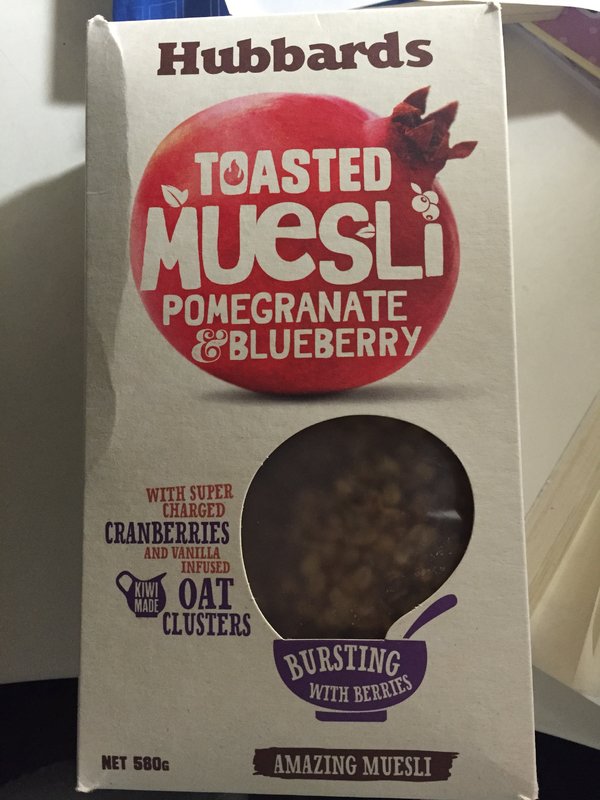 Hubbards
TOASTED
MUESLi
POMEGRANATE
& BLUEBERRY
WITH SUPER
CHARGED
CRANBERRIES
AND VANILLA
INFUSED
KIWI
MADE
OAT
CLUSTERS
BURSTING
WITH BERRIES
NET 580G
AMAZING MUESLI